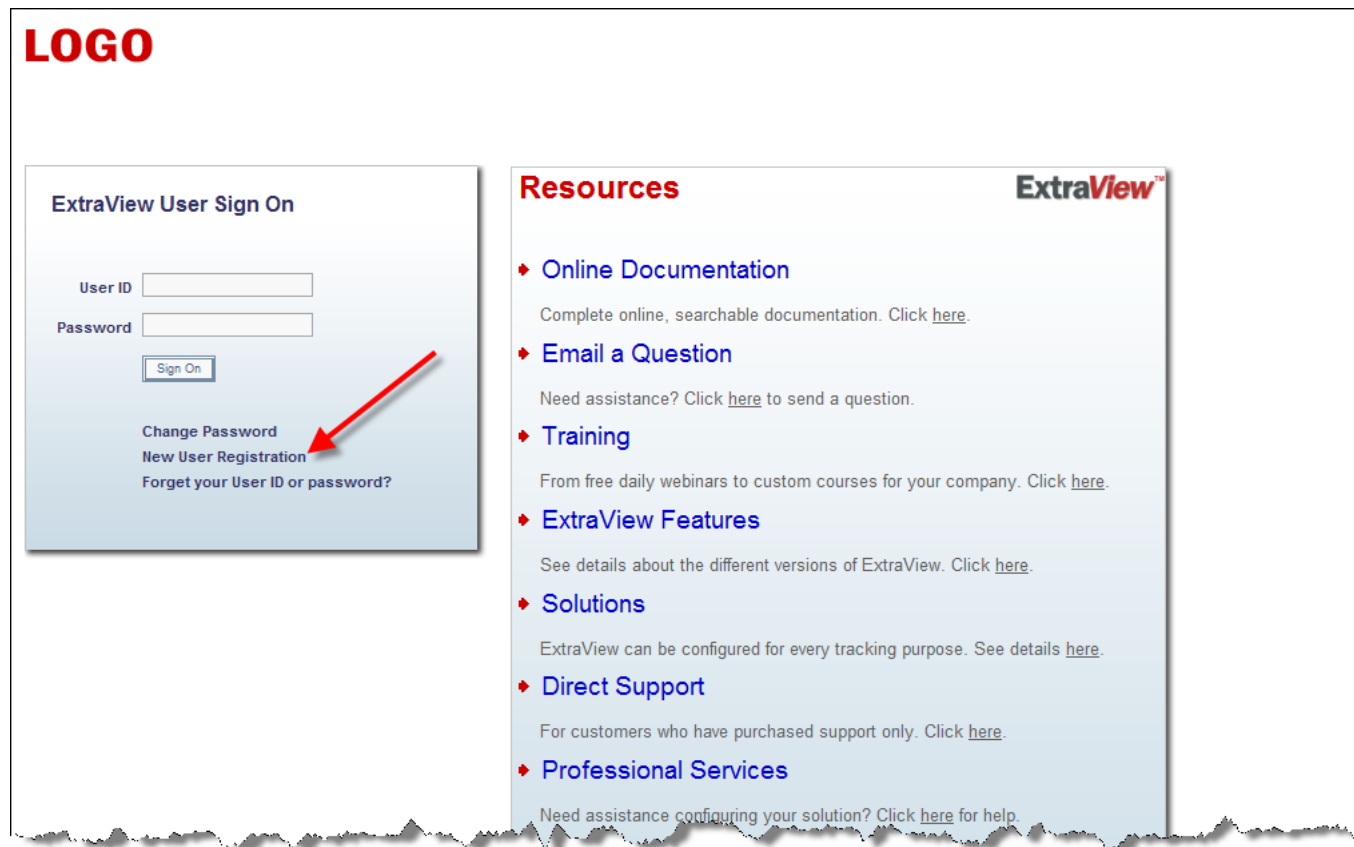 LOGO
ExtraView User Sign On
User ID
Password
Sign On
Change Password
New User Registration
Forget your User ID or password?
Resources
ExtraView™
Online Documentation
Complete online, searchable documentation. Click here.
Email a Question
Need assistance? Click here to send a question.
Training
From free daily webinars to custom courses for your company. Click here.
ExtraView Features
See details about the different versions of ExtraView. Click here.
Solutions
ExtraView can be configured for every tracking purpose. See details here.
Direct Support
For customers who have purchased support only. Click here.
Professional Services
Need assistance configuring your solution? Click here for help.